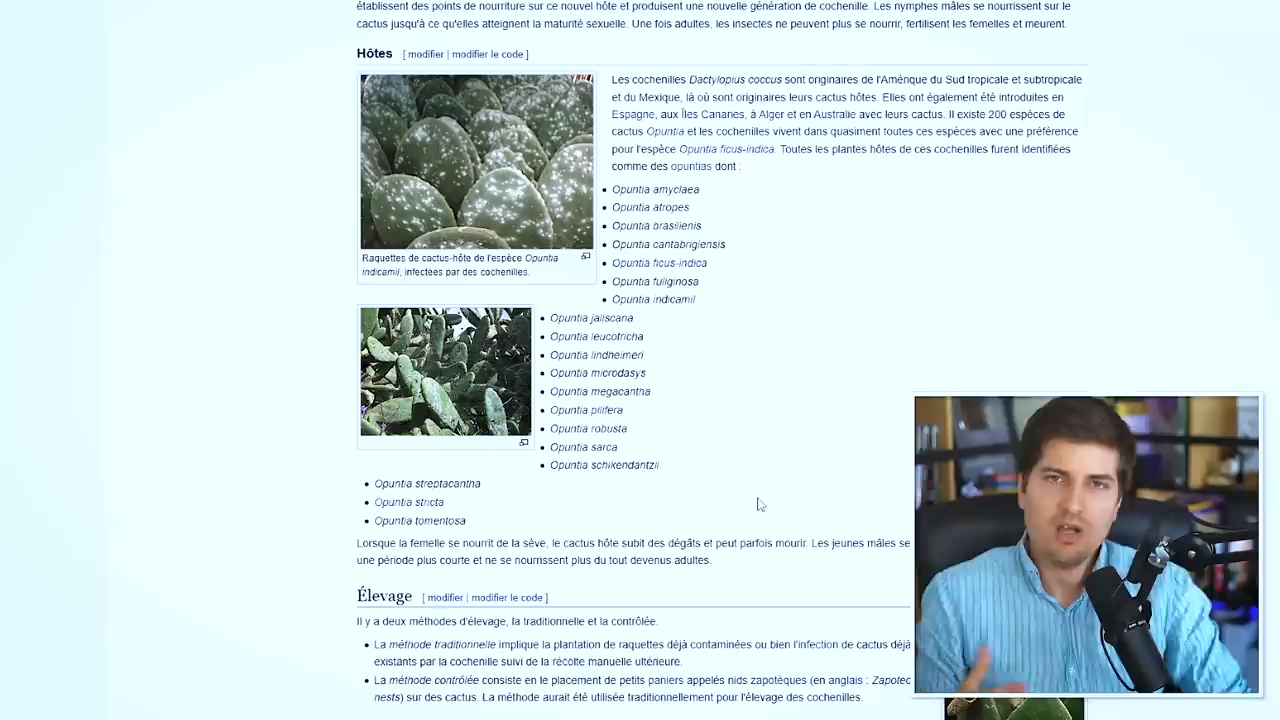 établissent des points de nourriture sur ce nouvel hôte et produisent une nouvelle génération de cochenille. Les nymphes mâles se nourrissent sur le
cactus jusqu'à ce qu'elles atteignent la maturité sexuelle. Une fois adultes, les insectes ne peuvent plus se nourrir, fertilisent les femelles et meurent.
Hôtes [ modifier | modifier le code ]
Les cochenilles Dactylopius coccus sont originaires de l'Amérique du Sud tropicale et subtropicale
et du Mexique, là où sont originaires leurs cactus hôtes. Elles ont également été introduites en
Espagne, aux Îles Canaries, à Alger et en Australie avec leurs cactus. Il existe 200 espèces de
cactus Opuntia et les cochenilles vivent dans quasiment toutes ces espèces avec une préférence
pour l'espèce Opuntia ficus-indica. Toutes les plantes hôtes de ces cochenilles furent identifiées
comme des opuntias dont :
Opuntia amyclaea
Opuntia atropes
Opuntia brasiliensis
Opuntia cantabrigiensis
Opuntia ficus-indica
Opuntia fuliginosa
Opuntia indicamil
Raquettes de cactus-hôte de l'espèce Opuntia
indicamil, infectées par des cochenilles.
Opuntia jaliscana
Opuntia leucotricha
Opuntia lindheimeri
Opuntia microdasys
Opuntia megacantha
Opuntia pilifera
Opuntia robusta
Opuntia sarca
Opuntia schikendantzii
Opuntia streptacantha
Opuntia stricta
Opuntia tomentosa
Lorsque la femelle se nourrit de la sève, le cactus hôte subit des dégâts et peut parfois mourir. Les jeunes mâles se
une période plus courte et ne se nourrissent plus du tout devenus adultes.
Élevage [ modifier | modifier le code ]
Il y a deux méthodes d'élevage, la traditionnelle et la contrôlée.
La méthode traditionnelle implique la plantation de raquettes déjà contaminées ou bien l'infection de cactus déjà
existants par la cochenille suivi de la récolte manuelle ultérieure.
La méthode contrôlée consiste en le placement de petits paniers appelés nids zapotèques (en anglais : Zapotec
nests) sur des cactus. La méthode aurait été utilisée traditionnellement pour l'élevage des cochenilles.